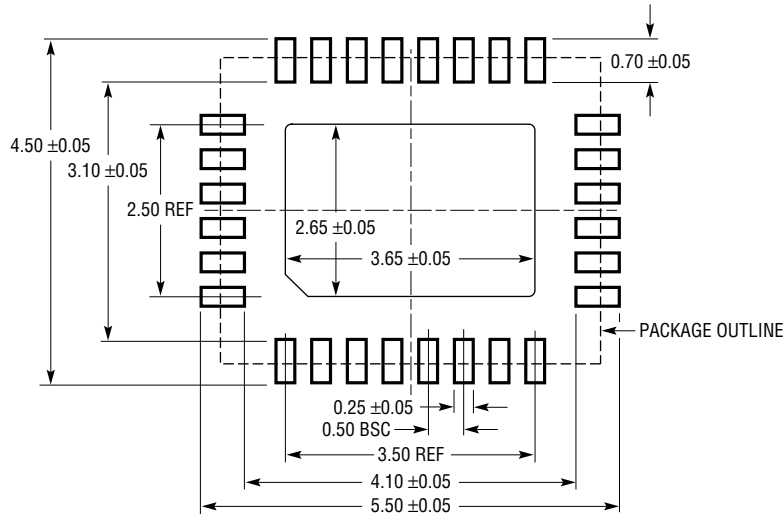 0.70 ±0.05
4.50 ±0.05
3.10 ±0.05
2.50 REF
2.65 ±0.05
3.65 ±0.05
PACKAGE OUTLINE
0.25 ±0.05
0.50 BSC
3.50 REF
4.10 ±0.05
5.50 ±0.05